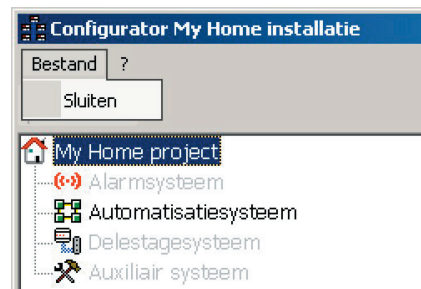 Configurator My Home installatie
Bestand ?
Sluiten
My Home project
Alarmsysteem
Automatisatiesysteem
Delestagesysteem
Auxiliair systeem